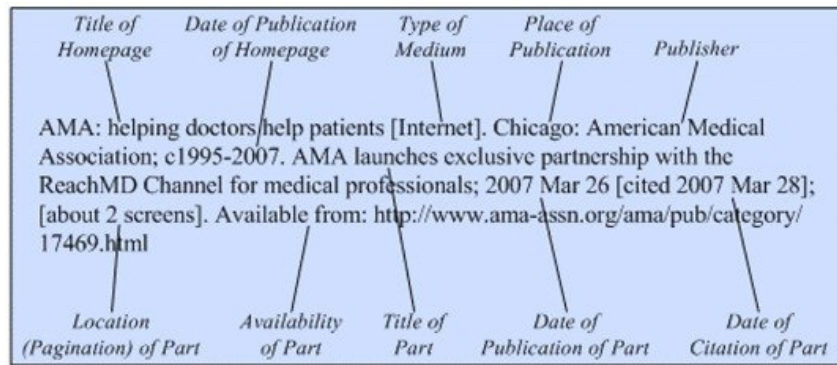 Title of Date of Publication Type of Place of
Homepage of Homepage Medium Publication Publisher
AMA: helping doctors help patients [Internet]. Chicago: American Medical
Association; c1995-2007. AMA launches exclusive partnership with the
ReachMD Channel for medical professionals; 2007 Mar 26 [cited 2007 Mar 28];
[about 2 screens]. Available from: http://www.ama-assn.org/ama/pub/category/
17469.html
Location Availability Title of Date of Date of
(Pagination) of Part of Part Part Publication of Part Citation of Part